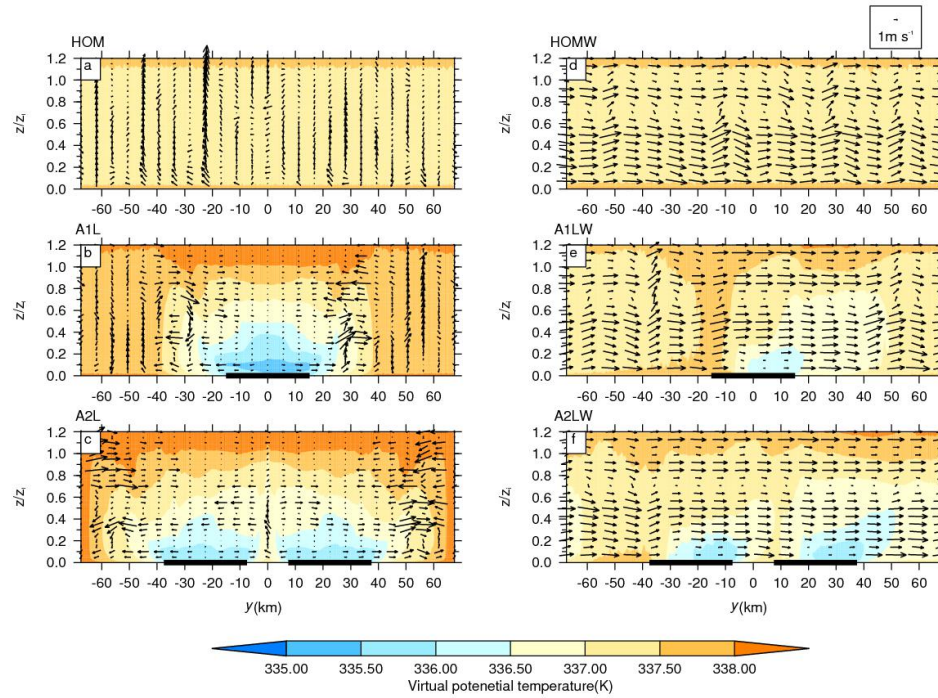 HOM
HOMW
1m s⁻¹
a
d
z/zᵢ
1.2
1.0
0.8
0.6
0.4
0.2
0.0
-60 -50 -40 -30 -20 -10 0 10 20 30 40 50 60
z/zᵢ
1.2
1.0
0.8
0.6
0.4
0.2
0.0
-60 -50 -40 -30 -20 -10 0 10 20 30 40 50 60
A1L
A1LW
b
e
z/zᵢ
1.2
1.0
0.8
0.6
0.4
0.2
0.0
-60 -50 -40 -30 -20 -10 0 10 20 30 40 50 60
z/zᵢ
1.2
1.0
0.8
0.6
0.4
0.2
0.0
-60 -50 -40 -30 -20 -10 0 10 20 30 40 50 60
A2L
A2LW
c
f
z/zᵢ
1.2
1.0
0.8
0.6
0.4
0.2
0.0
-60 -50 -40 -30 -20 -10 0 10 20 30 40 50 60
y(km)
z/zᵢ
1.2
1.0
0.8
0.6
0.4
0.2
0.0
-60 -50 -40 -30 -20 -10 0 10 20 30 40 50 60
y(km)
335.00 335.50 336.00 336.50 337.00 337.50 338.00
Virtual potenetial temperature(K)